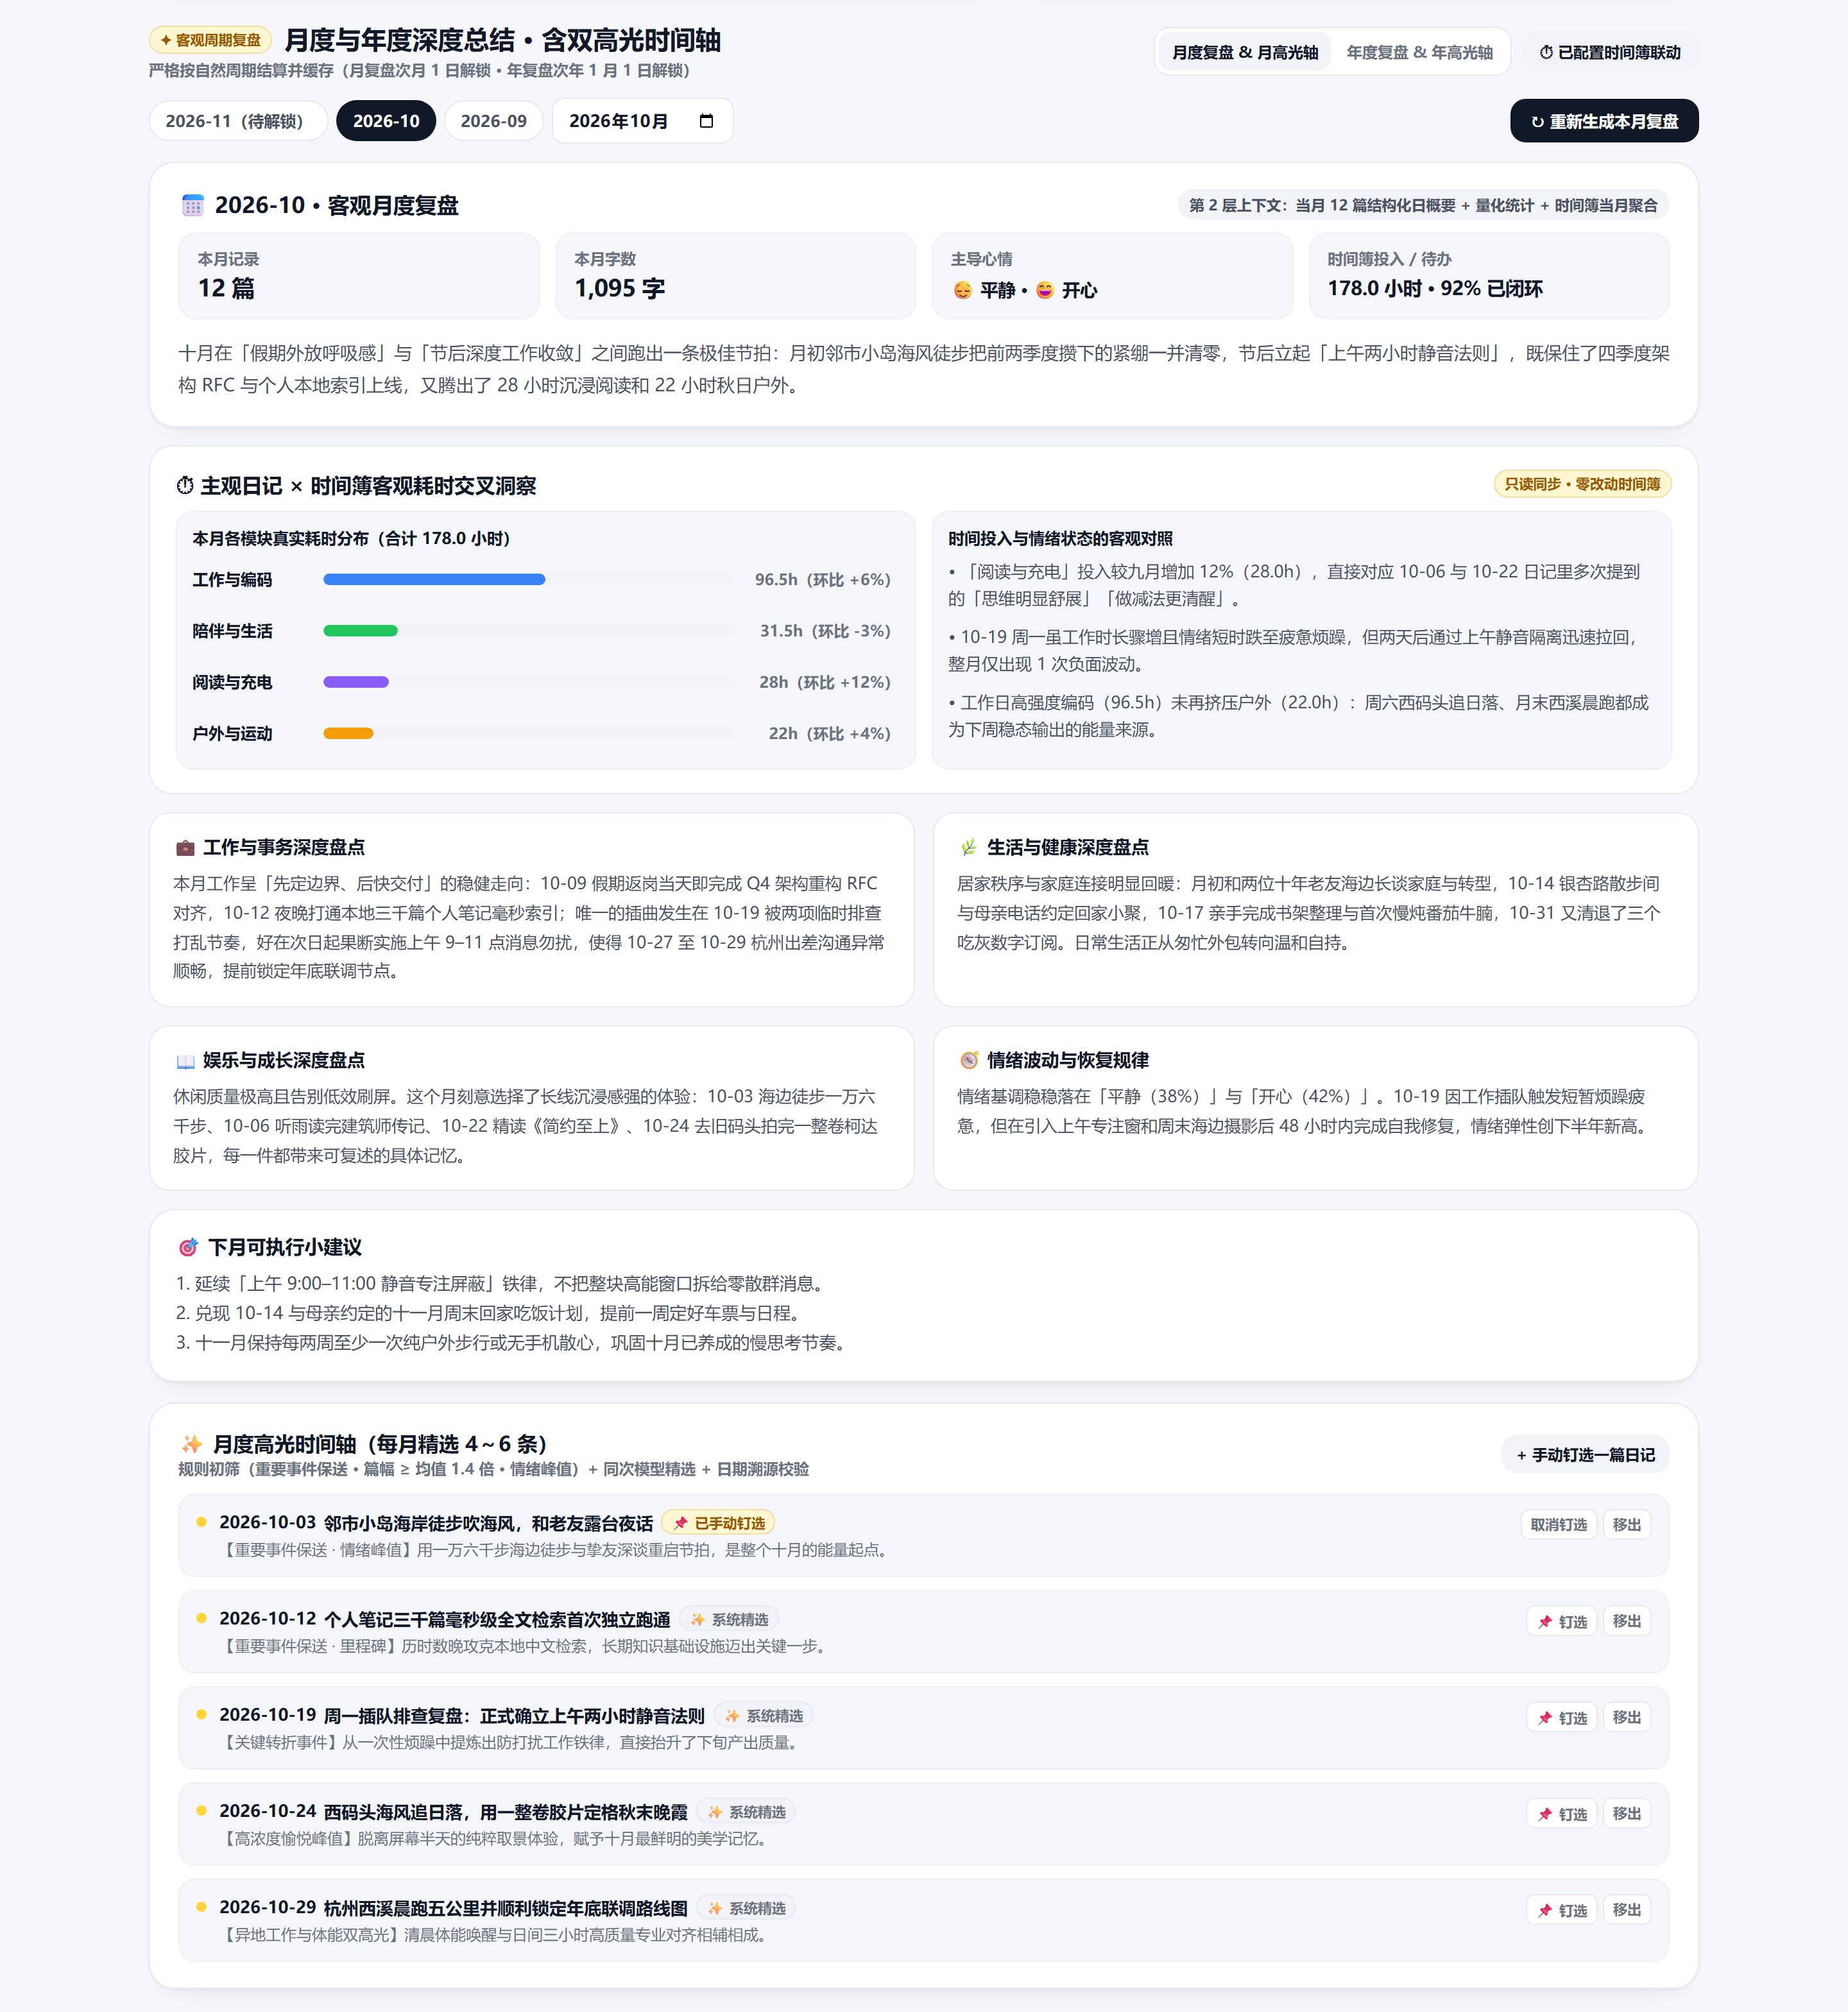 ✦ 客观周期复盘 月度与年度深度总结 • 含双高光时间轴
严格按自然周期结算并缓存（月复盘次月 1 日解锁 • 年复盘次年 1 月 1 日解锁）
月度复盘 & 月高光轴 年度复盘 & 年高光轴 ⏱ 已配置时间簿联动
2026-11（待解锁） 2026-10 2026-09 2026年10月
↻ 重新生成本月复盘
2026-10 • 客观月度复盘
第 2 层上下文：当月 12 篇结构化日概要 + 量化统计 + 时间簿当月聚合
本月记录
12 篇
本月字数
1,095 字
主导心情
😌 平静 • 😄 开心
时间簿投入 / 待办
178.0 小时 • 92% 已闭环
十月在「假期外放呼吸感」与「节后深度工作收敛」之间跑出一条极佳节拍：月初邻市小岛海风徒步把前两季度攒下的紧绷一并清零，节后立起「上午两小时静音法则」，既保住了四季度架
构 RFC 与个人本地索引上线，又腾出了 28 小时沉浸阅读和 22 小时秋日户外。
⏱ 主观日记 × 时间簿客观耗时交叉洞察
只读同步 • 零改动时间簿
本月各模块真实耗时分布（合计 178.0 小时）
工作与编码 96.5h（环比 +6%）
陪伴与生活 31.5h（环比 -3%）
阅读与充电 28h（环比 +12%）
户外与运动 22h（环比 +4%）
时间投入与情绪状态的客观对照
• 「阅读与充电」投入较九月增加 12%（28.0h），直接对应 10-06 与 10-22 日记里多次提到
的「思维明显舒展」「做减法更清醒」。
• 10-19 周一虽工作时长骤增且情绪短时跌至疲惫烦躁，但两天后通过上午静音隔离迅速拉回，
整月仅出现 1 次负面波动。
• 工作日高强度编码（96.5h）未再挤压户外（22.0h）：周六西码头追日落、月末西溪晨跑都成
为下周稳态输出的能量来源。
💼 工作与事务深度盘点
本月工作呈「先定边界、后快交付」的稳健走向：10-09 假期返岗当天即完成 Q4 架构重构 RFC
对齐，10-12 夜晚打通本地三千篇个人笔记毫秒索引；唯一的插曲发生在 10-19 被两项临时排查
打乱节奏，好在次日起果断实施上午 9–11 点消息勿扰，使得 10-27 至 10-29 杭州出差沟通异常
顺畅，提前锁定年底联调节点。
🌿 生活与健康深度盘点
居家秩序与家庭连接明显回暖：月初和两位十年老友海边长谈家庭与转型，10-14 银杏路散步间
与母亲电话约定回家小聚，10-17 亲手完成书架整理与首次慢炖番茄牛腩，10-31 又清退了三个
吃灰数字订阅。日常生活正从匆忙外包转向温和自持。
📖 娱乐与成长深度盘点
休闲质量极高且告别低效刷屏。这个月刻意选择了长线沉浸感强的体验：10-03 海边徒步一万六
千步、10-06 听雨读完建筑师传记、10-22 精读《简约至上》、10-24 去旧码头拍完一整卷柯达
胶片，每一件都带来可复述的具体记忆。
🧭 情绪波动与恢复规律
情绪基调稳稳落在「平静（38%）」与「开心（42%）」。10-19 因工作插队触发短暂烦躁疲
惫，但在引入上午专注窗和周末海边摄影后 48 小时内完成自我修复，情绪弹性创下半年新高。
🎯 下月可执行小建议
1. 延续「上午 9:00–11:00 静音专注屏蔽」铁律，不把整块高能窗口拆给零散群消息。
2. 兑现 10-14 与母亲约定的十一月周末回家吃饭计划，提前一周定好车票与日程。
3. 十一月保持每两周至少一次纯户外步行或无手机散心，巩固十月已养成的慢思考节奏。
✨ 月度高光时间轴（每月精选 4～6 条）
规则初筛（重要事件保送 • 篇幅 ≥ 均值 1.4 倍 • 情绪峰值）+ 同次模型精选 + 日期溯源校验
+ 手动钉选一篇日记
2026-10-03 邻市小岛海岸徒步吹海风，和老友露台夜话 📌 已手动钉选 取消钉选 移出
【重要事件保送 · 情绪峰值】用一万六千步海边徒步与挚友深谈重启节拍，是整个十月的能量起点。
2026-10-12 个人笔记三千篇毫秒级全文检索首次独立跑通 ✨ 系统精选 📌 钉选 移出
【重要事件保送 · 里程碑】历时数晚攻克本地中文检索，长期知识基础设施迈出关键一步。
2026-10-19 周一插队排查复盘：正式确立上午两小时静音法则 ✨ 系统精选 📌 钉选 移出
【关键转折事件】从一次性烦躁中提炼出防打扰工作铁律，直接抬升了下旬产出质量。
2026-10-24 西码头海风追日落，用一整卷胶片定格秋末晚霞 ✨ 系统精选 📌 钉选 移出
【高浓度愉悦峰值】脱离屏幕半天的纯粹取景体验，赋予十月最鲜明的美学记忆。
2026-10-29 杭州西溪晨跑五公里并顺利锁定年底联调路线图 ✨ 系统精选 📌 钉选 移出
【异地工作与体能双高光】清晨体能唤醒与日间三小时高质量专业对齐相辅相成。